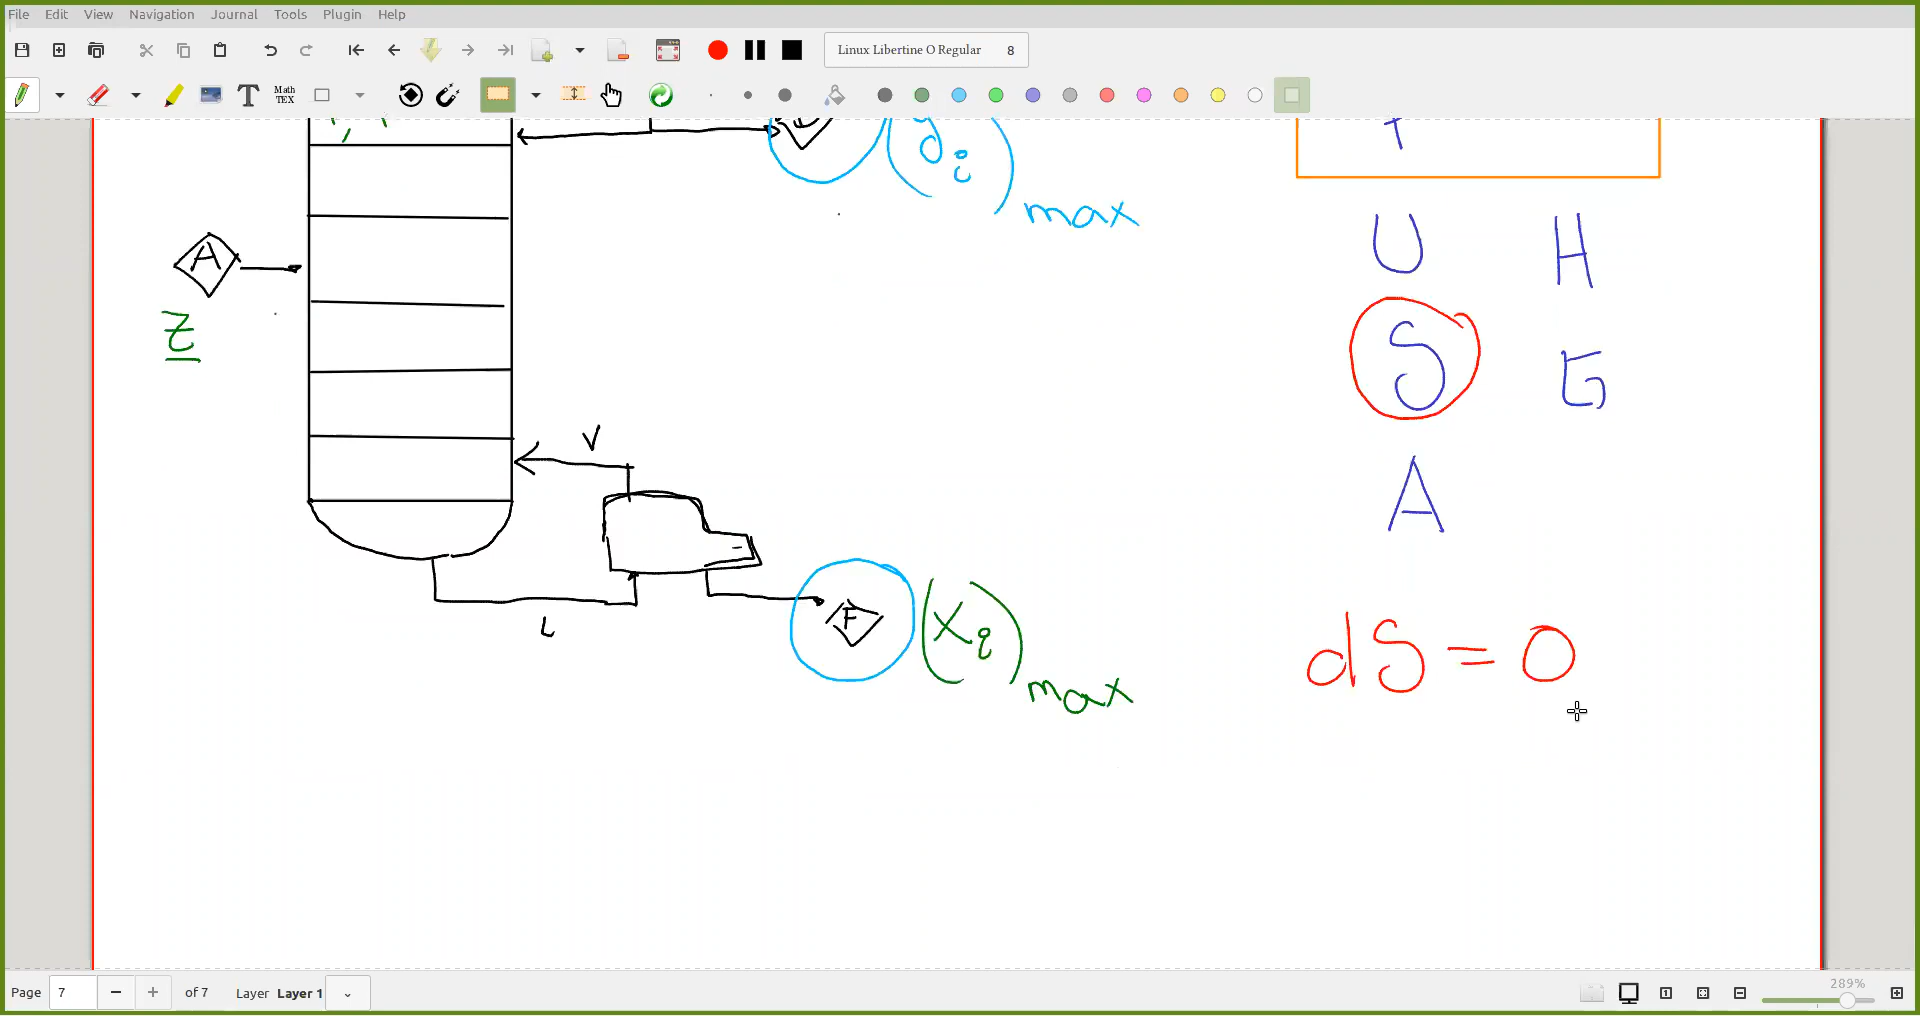 File Edit View Navigation Journal Tools Plugin Help
Linux Libertine O Regular 8
Math
TEX
max
U H
A
z
S G
V
A
L
F
(xi)max
dS = 0
Page 7 of 7 Layer Layer 1 289%